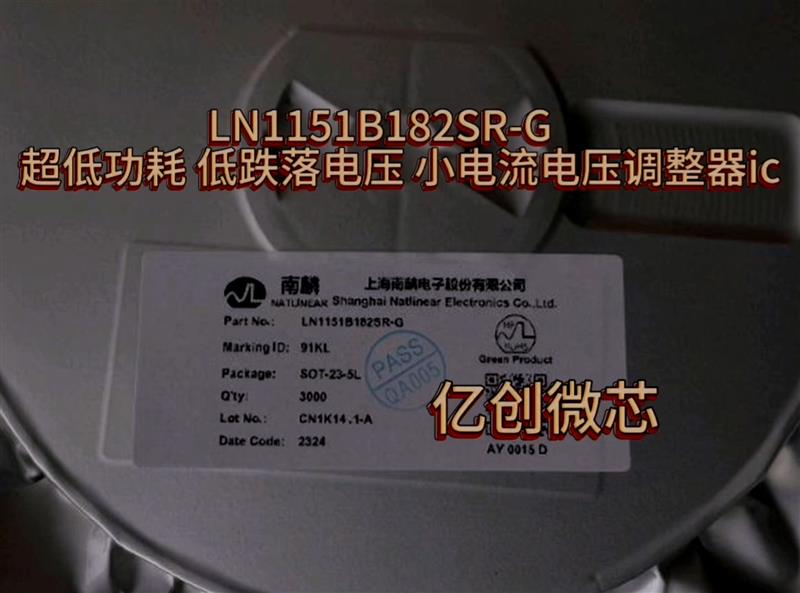 LN1151B182SR-G
超低功耗 低跌落电压 小电流电压调整器ic
南麟
NATLINEAR
上海南麟电子股份有限公司
Shanghai Natlinear Electronics Co.,Ltd.
Part No.: LN1151B182SR-G
Marking ID: 91KL
Package: SOT-23-5L
Q'ty: 3000
Lot No.: CN1K14.1-A
Date Code: 2324
PASS
QA005
HF
RoHS
Green Product
亿创微芯
AY 0015 D